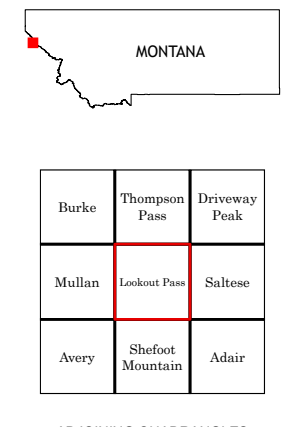 MONTANA
Burke
Thompson
Pass
Driveway
Peak
Mullan
Lookout Pass
Saltese
Avery
Shefoot
Mountain
Adair